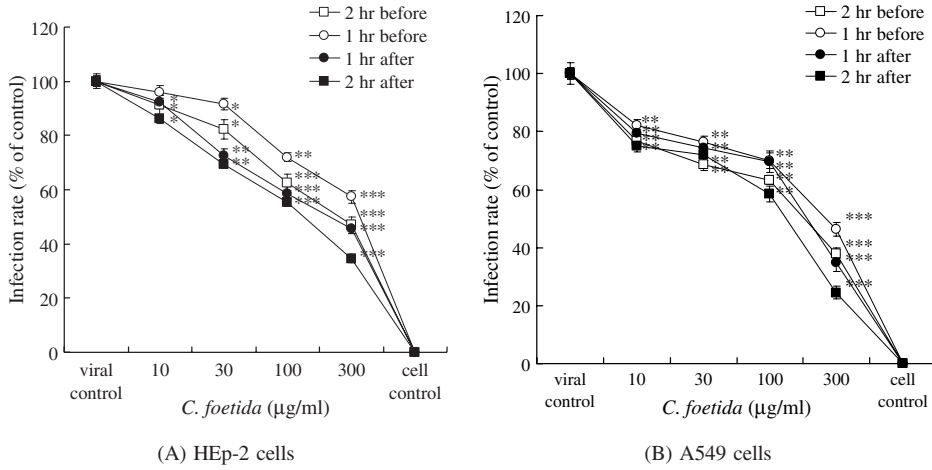 2 hr before
1 hr before
1 hr after
2 hr after
Infection rate (% of control)
120
100
80
60
40
20
0
*
*
*
*
*
**
**
**
***
***
***
***
***
***
***
viral control
10
30
100
300
cell control
C. foetida (μg/ml)
(A) HEp-2 cells
2 hr before
1 hr before
1 hr after
2 hr after
Infection rate (% of control)
120
100
80
60
40
20
0
**
**
**
**
**
**
**
**
**
**
**
**
***
***
***
***
viral control
10
30
100
300
cell control
C. foetida (μg/ml)
(B) A549 cells